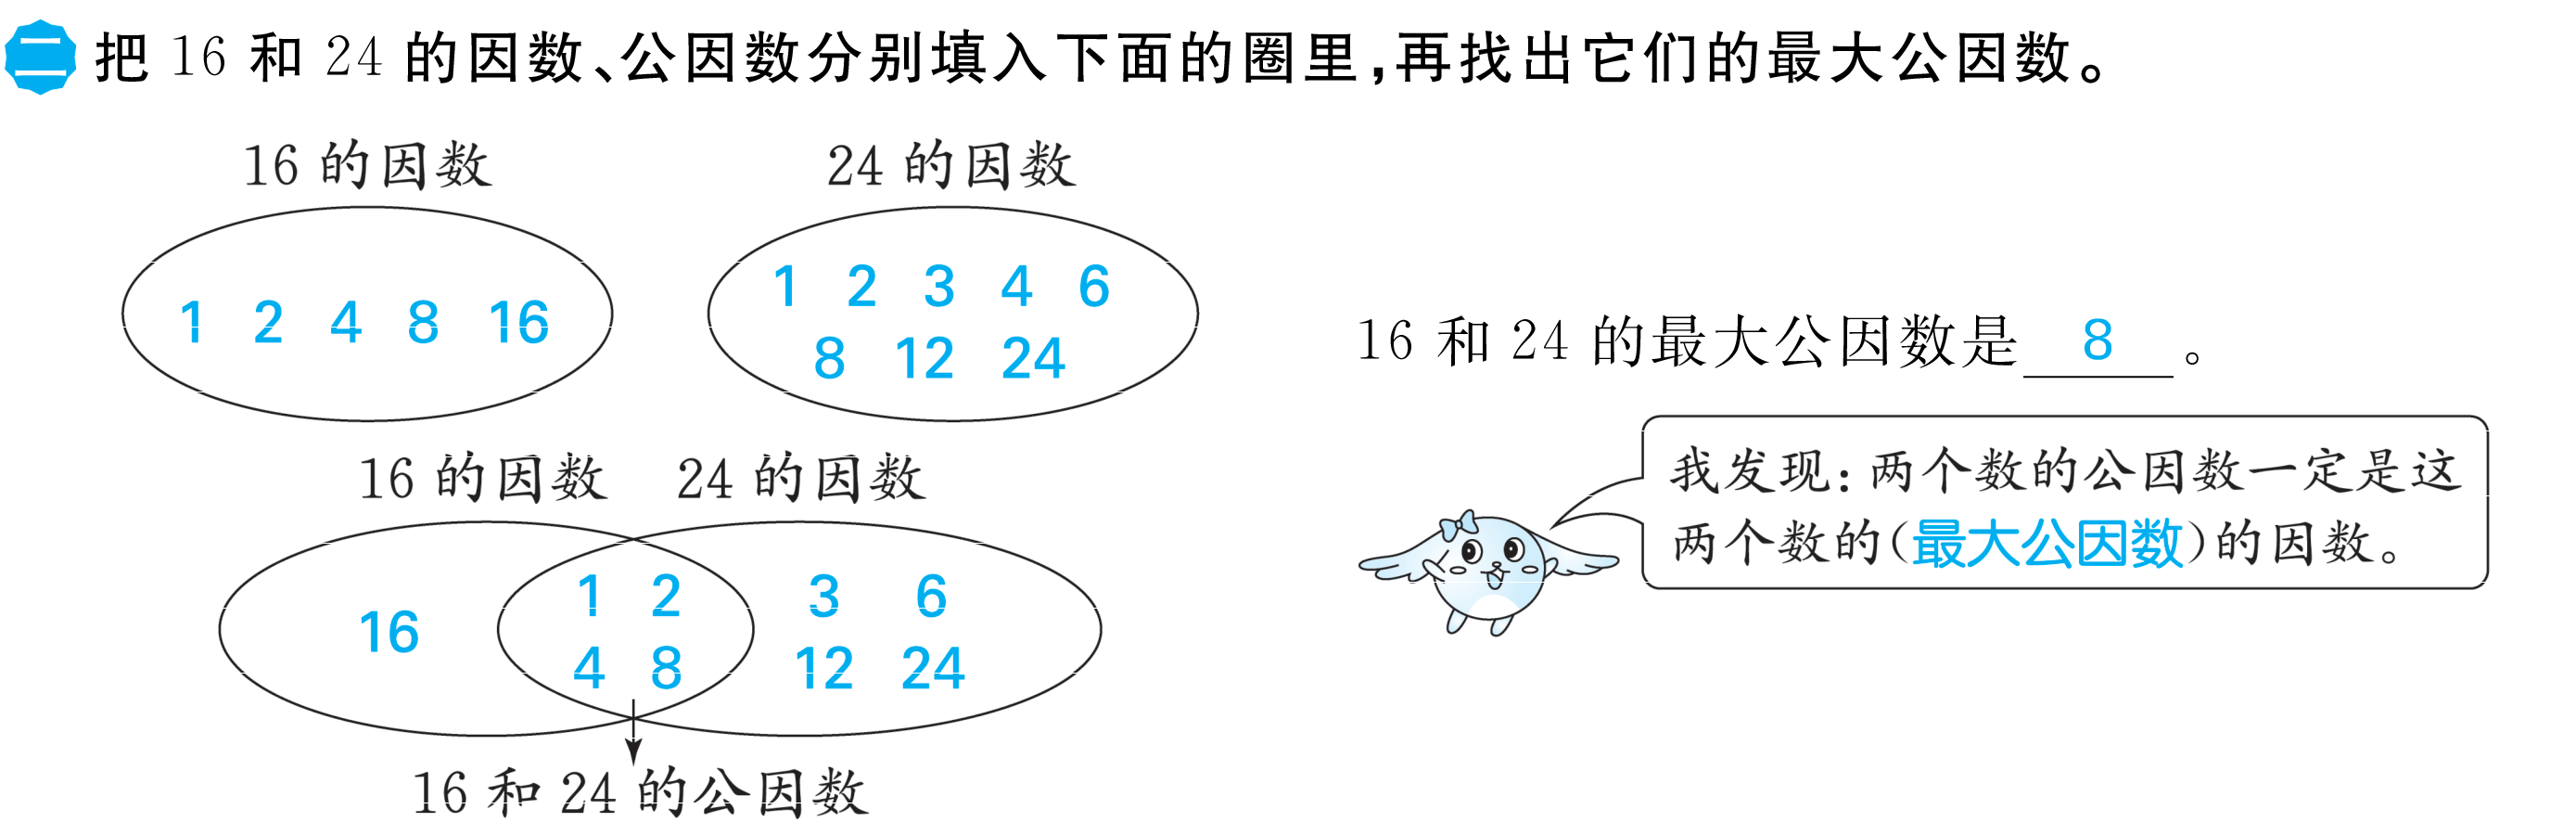 二 把 16 和 24 的因数、公因数分别填入下面的圈里,再找出它们的最大公因数。
16 的因数
24 的因数
1 2 4 8 16
1 2 3 4 6
8 12 24
16 的因数 24 的因数
16
1 2
4 8
3 6
12 24
16 和 24 的公因数
16 和 24 的最大公因数是 8 。
我发现:两个数的公因数一定是这
两个数的(最大公因数)的因数。